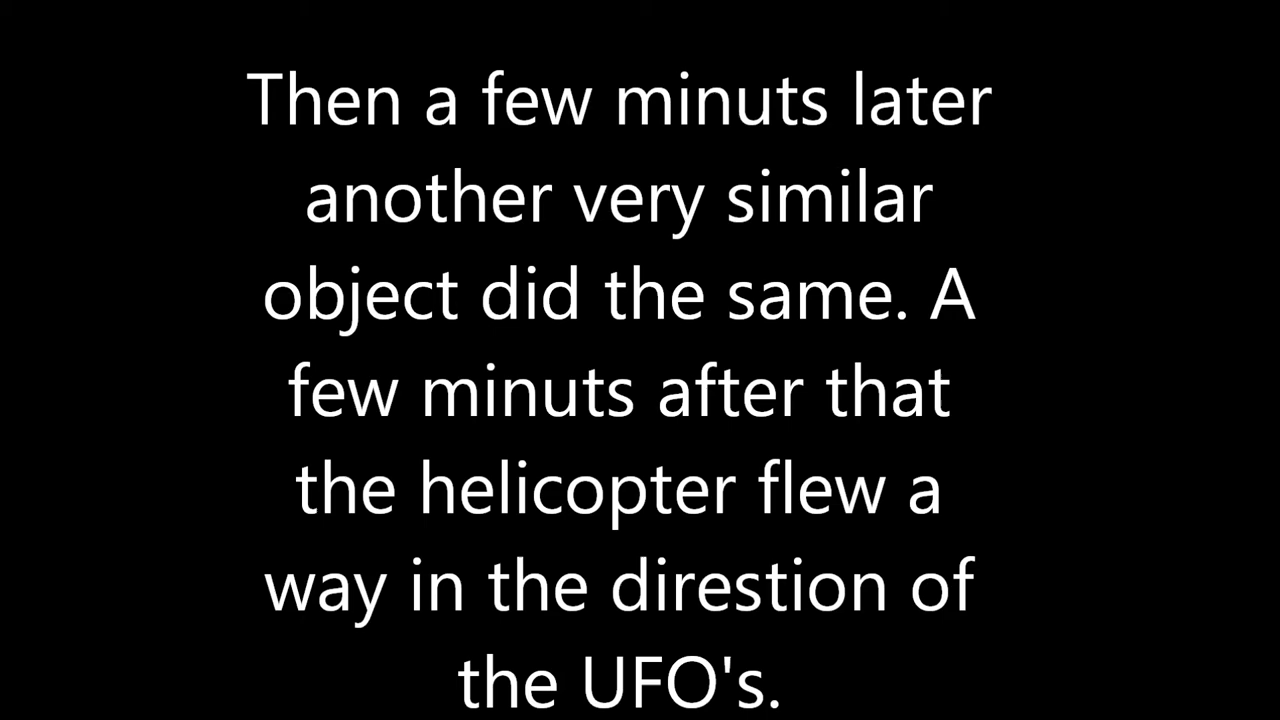 Then a few minuts later
another very similar
object did the same. A
few minuts after that
the helicopter flew a
way in the direstion of
the UFO's.